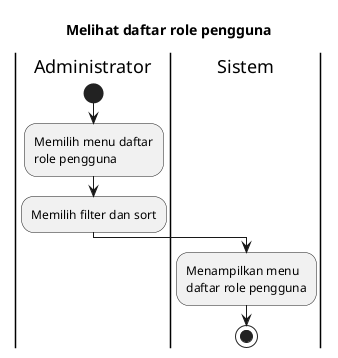 Melihat daftar role pengguna
Administrator
Sistem
Memilih menu daftar
role pengguna
Memilih filter dan sort
Menampilkan menu
daftar role pengguna